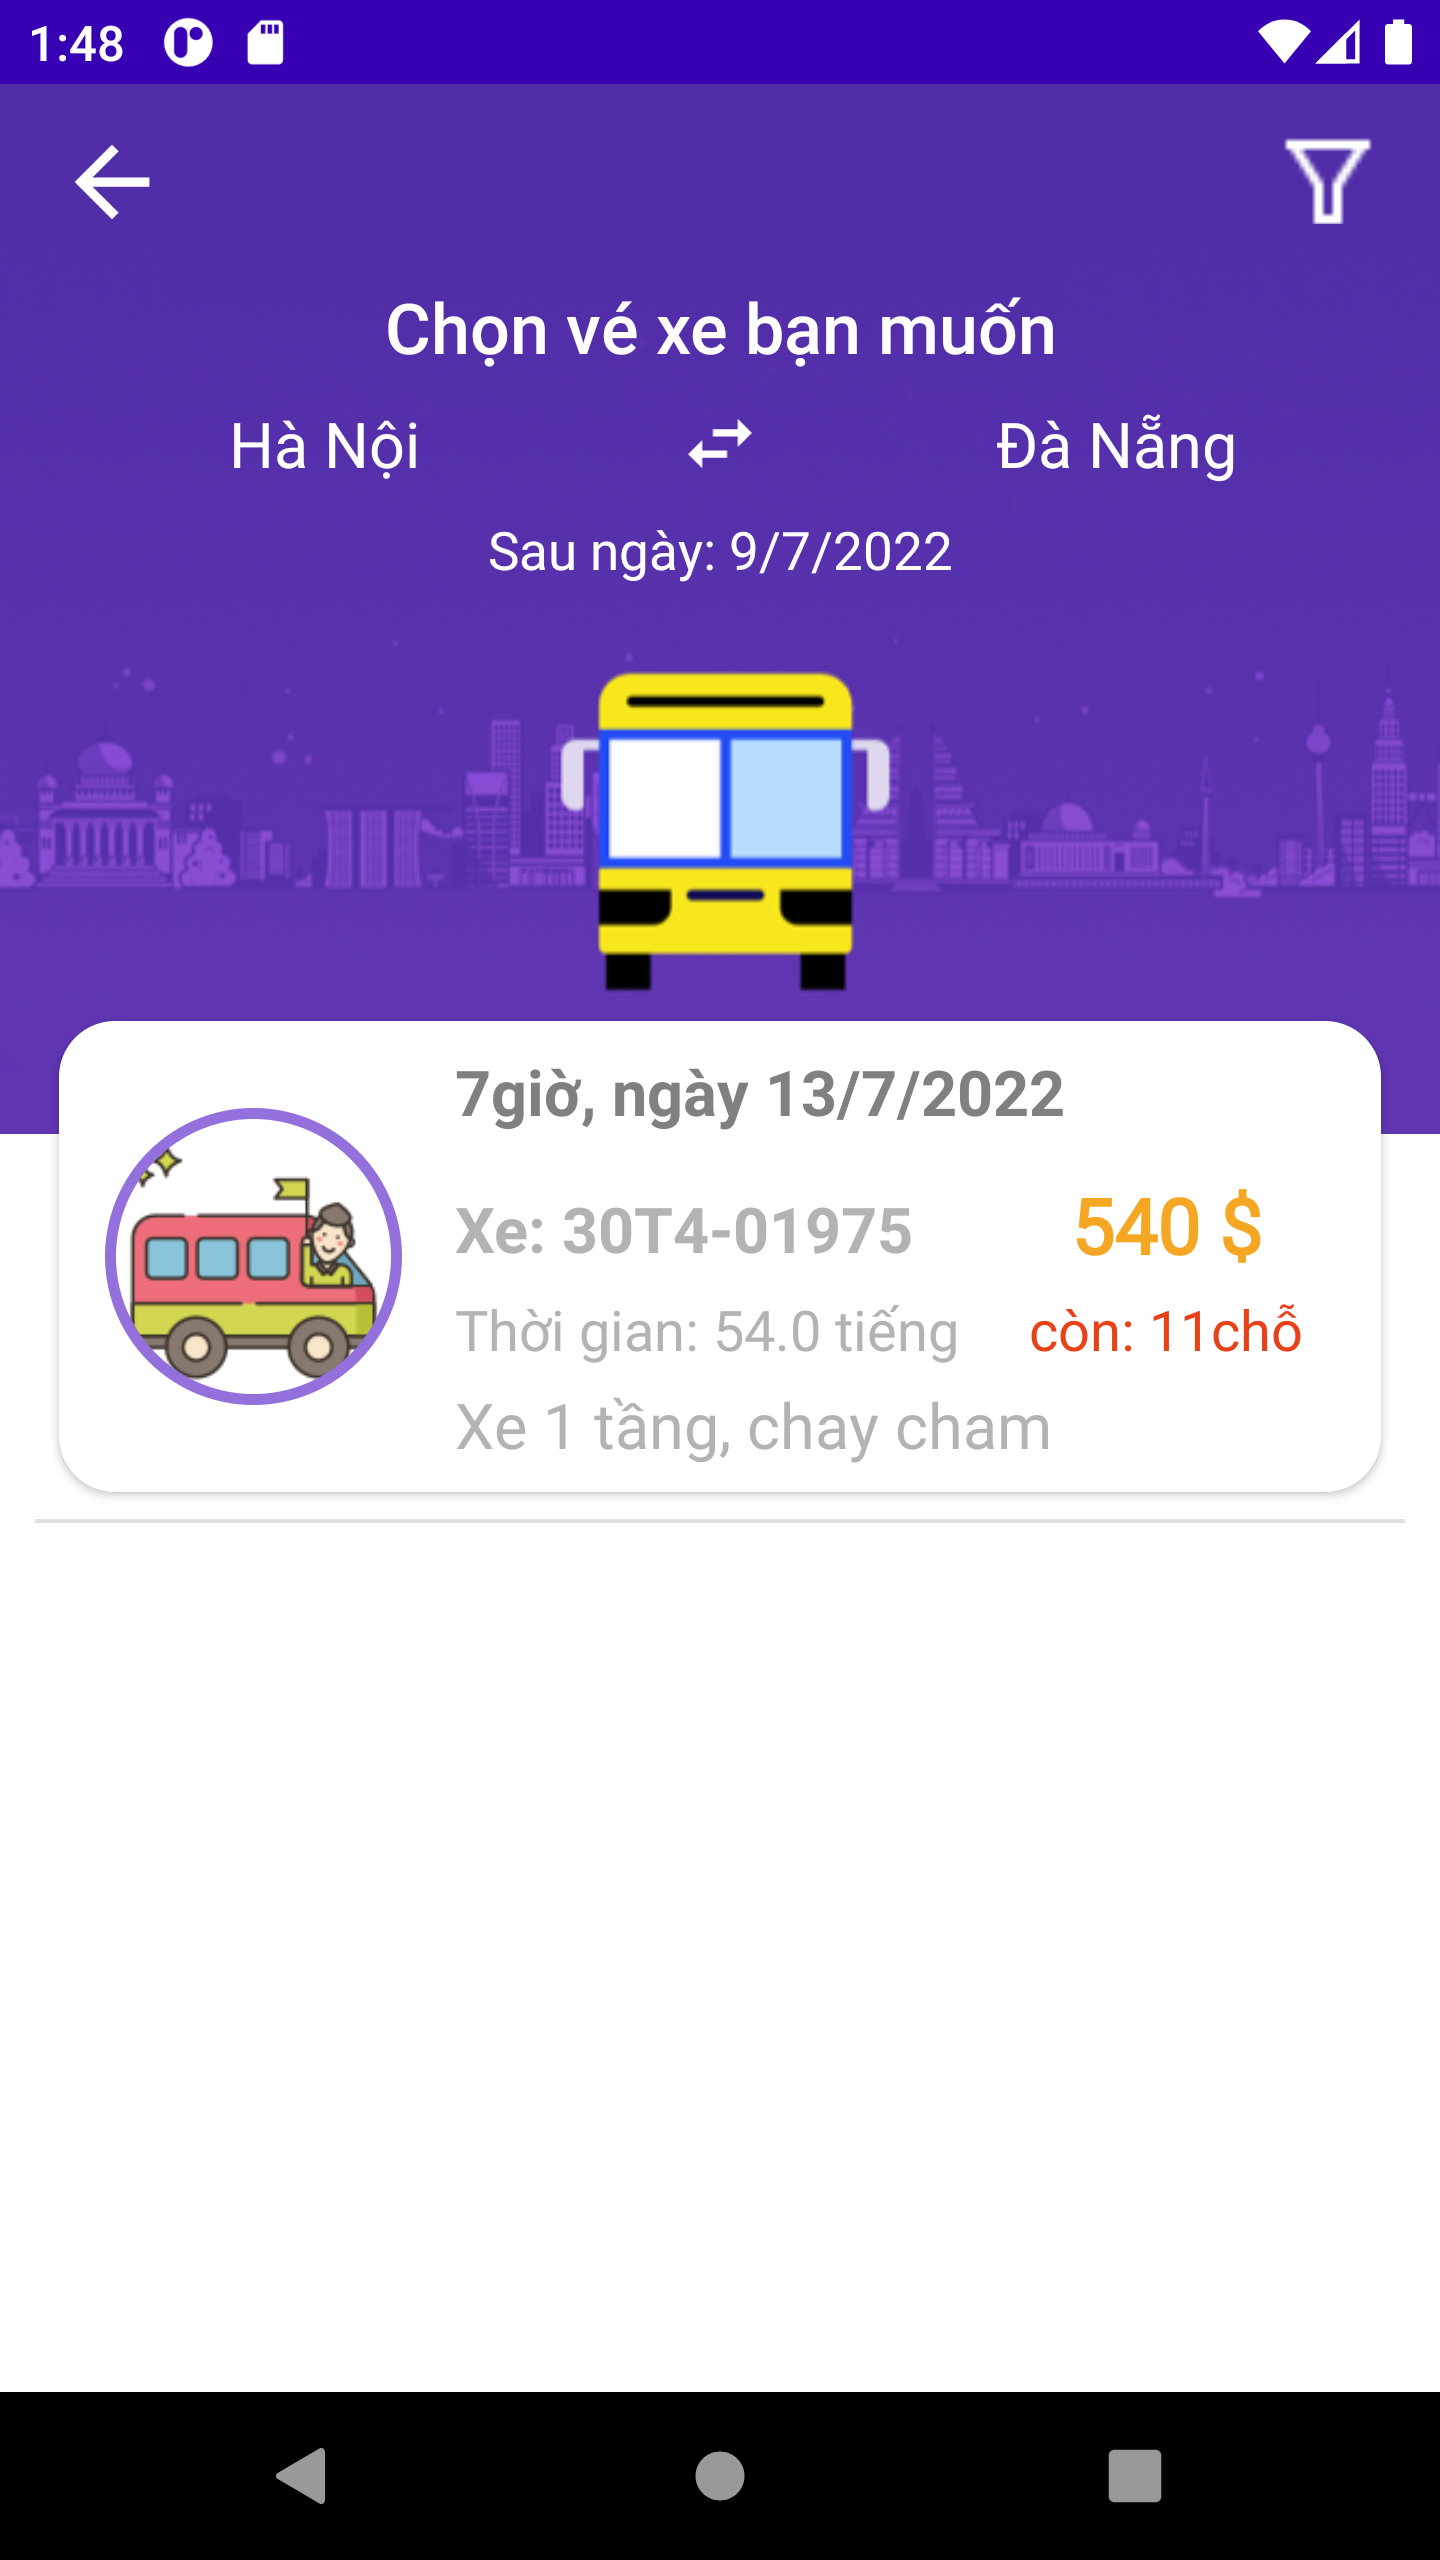 1:48
Chọn vé xe bạn muốn
Hà Nội Đà Nẵng
Sau ngày: 9/7/2022
7giờ, ngày 13/7/2022
Xe: 30T4-01975 540 $
Thời gian: 54.0 tiếng còn: 11chỗ
Xe 1 tầng, chay cham